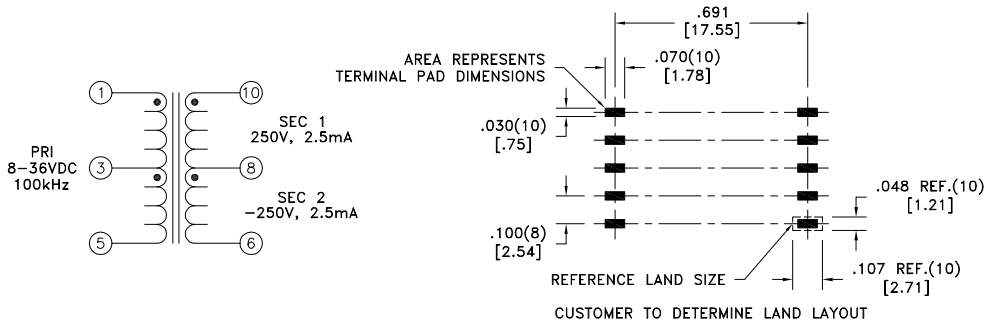 1
3
5
10
8
6
PRI
8-36VDC
100kHz
SEC 1
250V, 2.5mA
SEC 2
-250V, 2.5mA
.691
[17.55]
AREA REPRESENTS
TERMINAL PAD DIMENSIONS
.070(10)
[1.78]
.030(10)
[.75]
.100(8)
[2.54]
.048 REF.(10)
[1.21]
REFERENCE LAND SIZE
.107 REF.(10)
[2.71]
CUSTOMER TO DETERMINE LAND LAYOUT